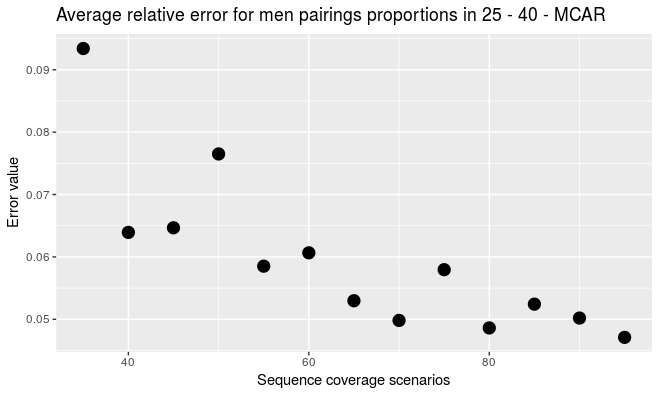 Average relative error for men pairings proportions in 25 - 40 - MCAR
Error value
0.09
0.08
0.07
0.06
0.05
40 60 80
Sequence coverage scenarios